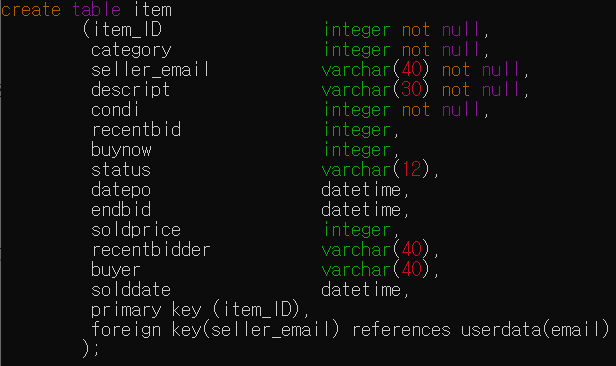 create table item
(item_ID integer not null,
category integer not null,
seller_email varchar(40) not null,
descript varchar(30) not null,
condi integer not null,
recentbid integer,
buynow integer,
status varchar(12),
datepo datetime,
endbid datetime,
soldprice integer,
recentbidder varchar(40),
buyer varchar(40),
solddate datetime,
primary key (item_ID),
foreign key(seller_email) references userdata(email)
);